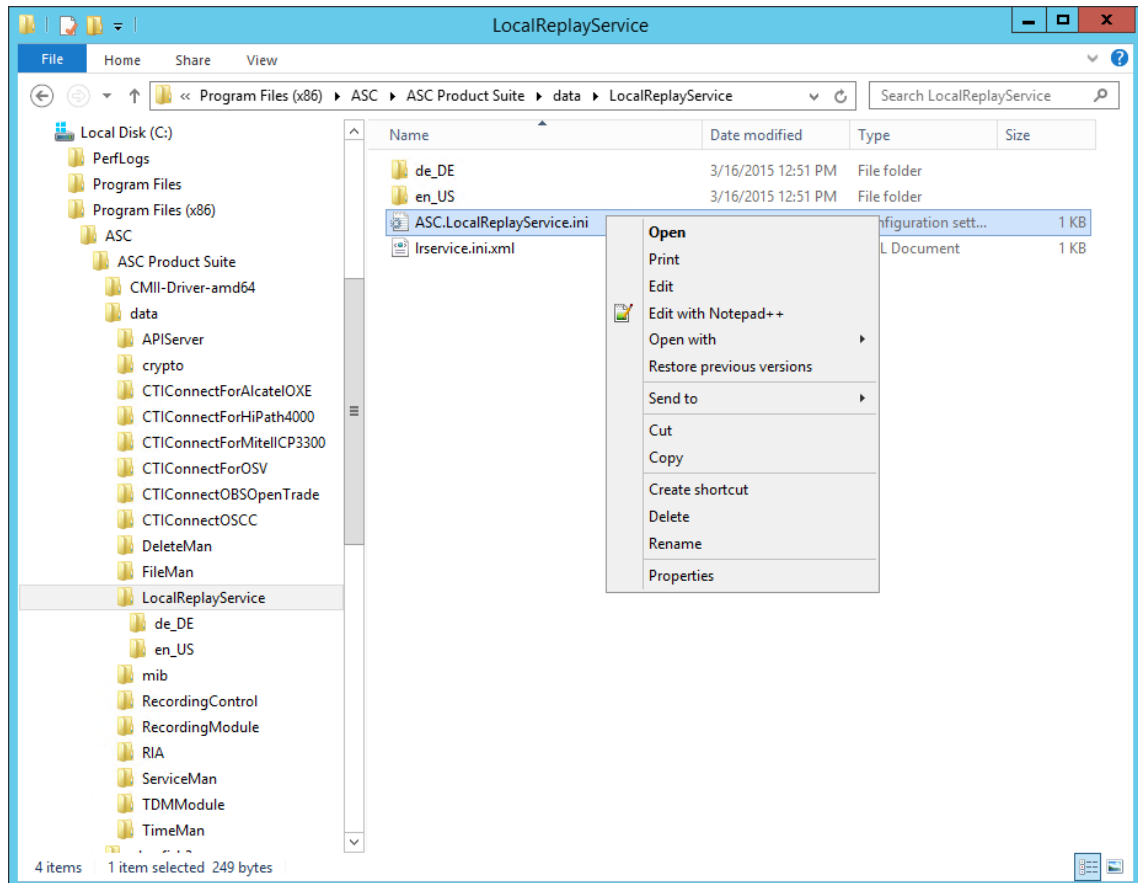 LocalReplayService
File Home Share View
« Program Files (x86) ASC ASC Product Suite data LocalReplayService
Search LocalReplayService
Local Disk (C:)
PerfLogs
Program Files
Program Files (x86)
ASC
ASC Product Suite
CMII-Driver-amd64
data
APIServer
crypto
CTIConnectForAlcatelOXE
CTIConnectForHiPath4000
CTIConnectForMitelICP3300
CTIConnectForOSV
CTIConnectOBSOpenTrade
CTIConnectOSCC
DeleteMan
FileMan
LocalReplayService
de_DE
en_US
mib
RecordingControl
RecordingModule
RIA
ServiceMan
TDMModule
TimeMan
Name Date modified Type Size
de_DE 3/16/2015 12:51 PM File folder
en_US 3/16/2015 12:51 PM File folder
ASC.LocalReplayService.ini nfiguration sett... 1 KB
lrservice.ini.xml L Document 1 KB
Open
Print
Edit
Edit with Notepad++
Open with
Restore previous versions
Send to
Cut
Copy
Create shortcut
Delete
Rename
Properties
4 items 1 item selected 249 bytes